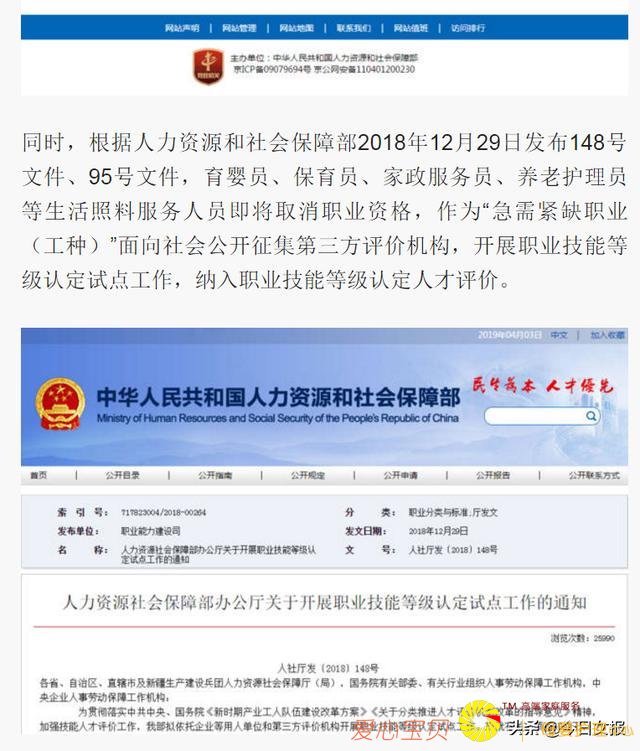 网站声明 | 网站管理 | 网站地图 | 联系我们 | 网站值班 | 访问排行
主办单位：中华人民共和国人力资源和社会保障部
京ICP备09079694号 京公网安备110401200230
同时，根据人力资源和社会保障部2018年12月29日发布148号
文件、95号文件，育婴员、保育员、家政服务员、养老护理员
等生活照料服务人员即将取消职业资格，作为“急需紧缺职业
（工种）”面向社会公开征集第三方评价机构，开展职业技能等
级认定试点工作，纳入职业技能等级认定人才评价。
2019年04月03日 中文 | 加入收藏
中华人民共和国人力资源和社会保障部
Ministry of Human Resources and Social Security of the People's Republic of China
民生为本 人才优先
首页 | 公开目录 | 公开指南 | 公开规定 | 公开申请 | 公开报告 | 公开联系方式
索 引 号： 717823004/2018-00264 分 类： 职业分类与标准;厅发文
发布单位： 职业能力建设司 发文日期： 2018年12月29日
名 称： 人力资源社会保障部办公厅关于开展职业技能等级认 文 号： 人社厅发〔2018〕148号
定试点工作的通知
人力资源社会保障部办公厅关于开展职业技能等级认定试点工作的通知
浏览次数：25990
人社厅发〔2018〕148号
各省、自治区、直辖市及新疆生产建设兵团人力资源社会保障厅（局），国务院有关部委、有关行业组织人事劳动保障工作机构，中
央企业人事劳动保障工作机构：
为贯彻落实中共中央、国务院《新时期产业工人队伍建设改革方案》《关于分类推进人才评价机制改革的指导意见》精神，
加强技能人才评价工作，我部拟依托企业等用人单位和第三方评价机构开展职业技能等级认定试点工
TM 高端家庭服务
爱心宝贝
头条@夏日女报